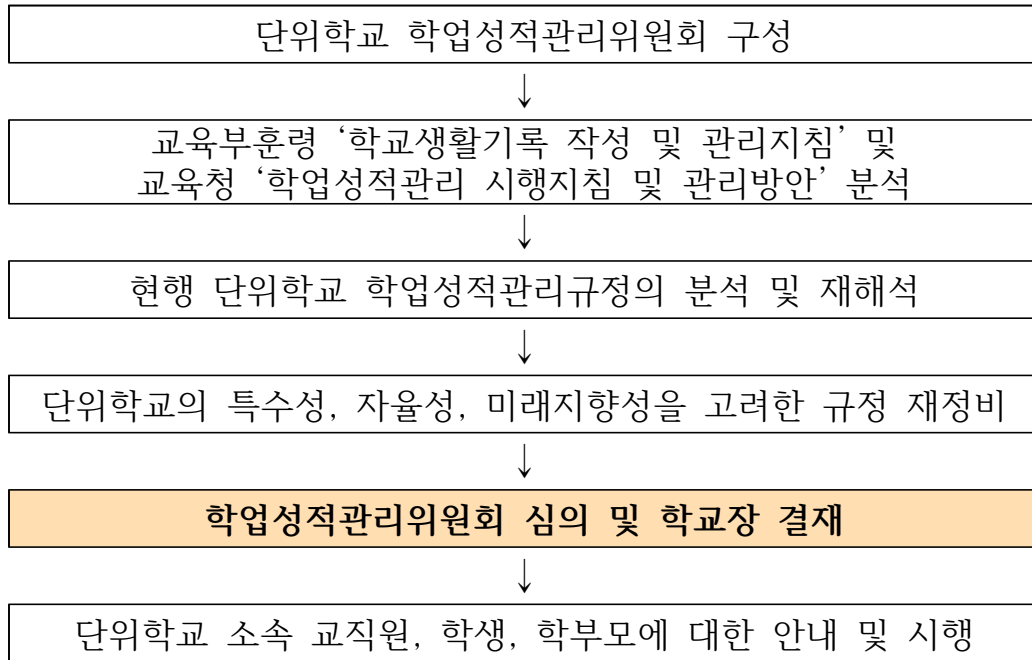 단위학교 학업성적관리위원회 구성
↓
교육부훈령 ‘학교생활기록 작성 및 관리지침’ 및
교육청 ‘학업성적관리 시행지침 및 관리방안’ 분석
↓
현행 단위학교 학업성적관리규정의 분석 및 재해석
↓
단위학교의 특수성, 자율성, 미래지향성을 고려한 규정 재정비
↓
학업성적관리위원회 심의 및 학교장 결재
↓
단위학교 소속 교직원, 학생, 학부모에 대한 안내 및 시행